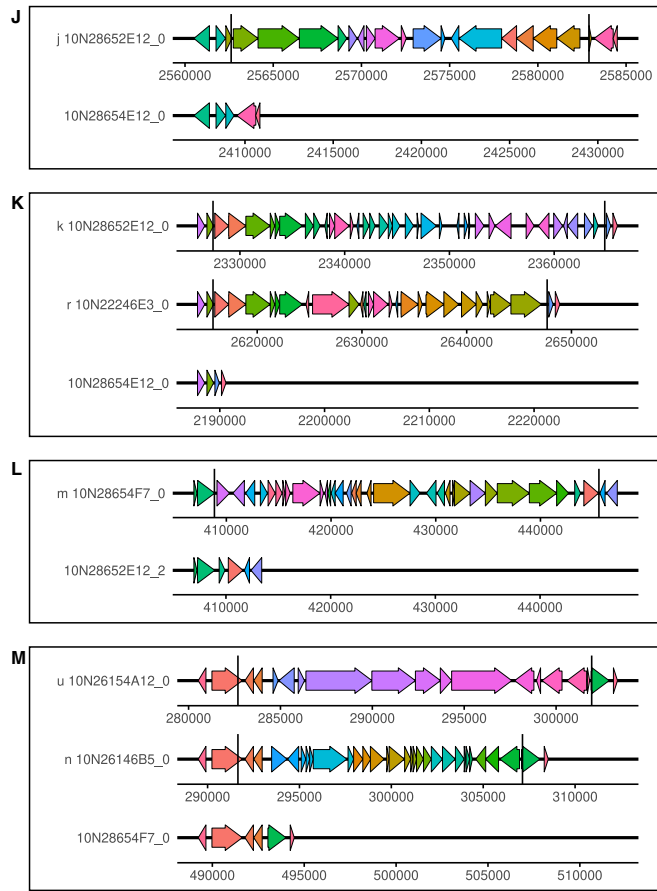 J
j 10N28652E12_0
2560000 2565000 2570000 2575000 2580000 2585000
10N28654E12_0
2410000 2415000 2420000 2425000 2430000
K
k 10N28652E12_0
2330000 2340000 2350000 2360000
r 10N22246E3_0
2620000 2630000 2640000 2650000
10N28654E12_0
2190000 2200000 2210000 2220000
L
m 10N28654F7_0
410000 420000 430000 440000
10N28652E12_2
410000 420000 430000 440000
M
u 10N26154A12_0
280000 285000 290000 295000 300000
n 10N26146B5_0
290000 295000 300000 305000 310000
10N28654F7_0
490000 495000 500000 505000 510000